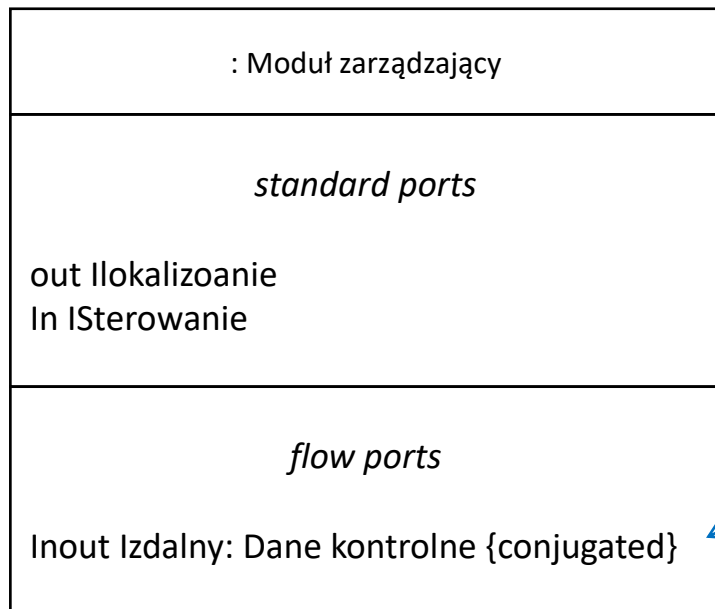 : Moduł zarządzający
standard ports
out Ilokalizoanie
In ISterowanie
flow ports
Inout Izdalny: Dane kontrolne {conjugated}